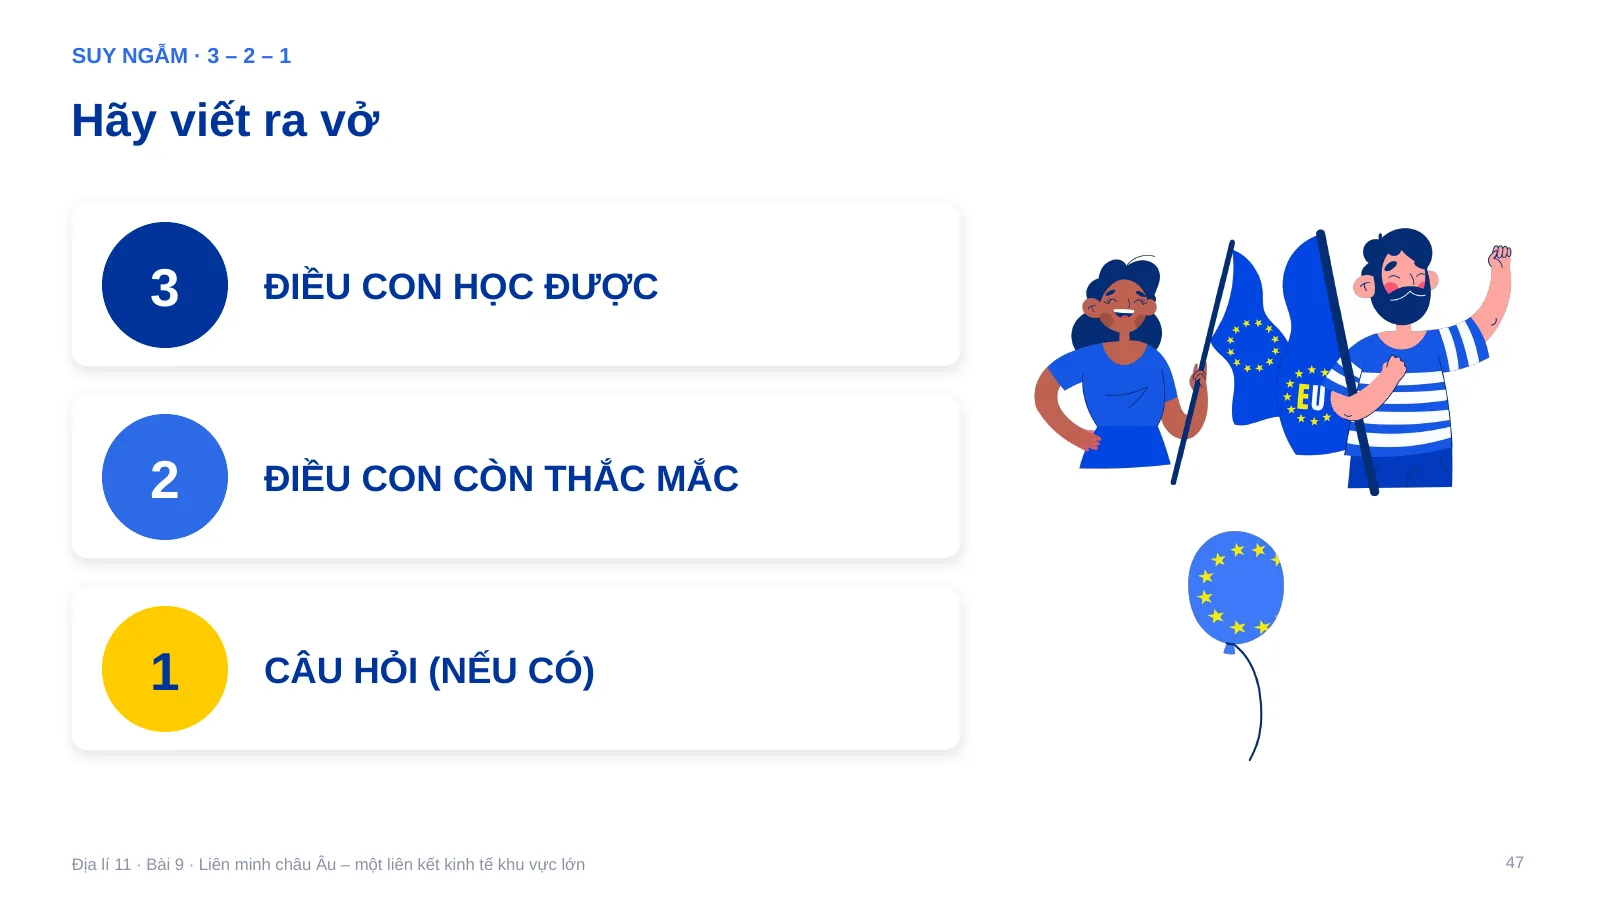 SUY NGẪM · 3 – 2 – 1
Hãy viết ra vở
3
ĐIỀU CON HỌC ĐƯỢC
2
ĐIỀU CON CÒN THẮC MẮC
1
CÂU HỎI (NẾU CÓ)
EU
Địa lí 11 · Bài 9 · Liên minh châu Âu – một liên kết kinh tế khu vực lớn
47